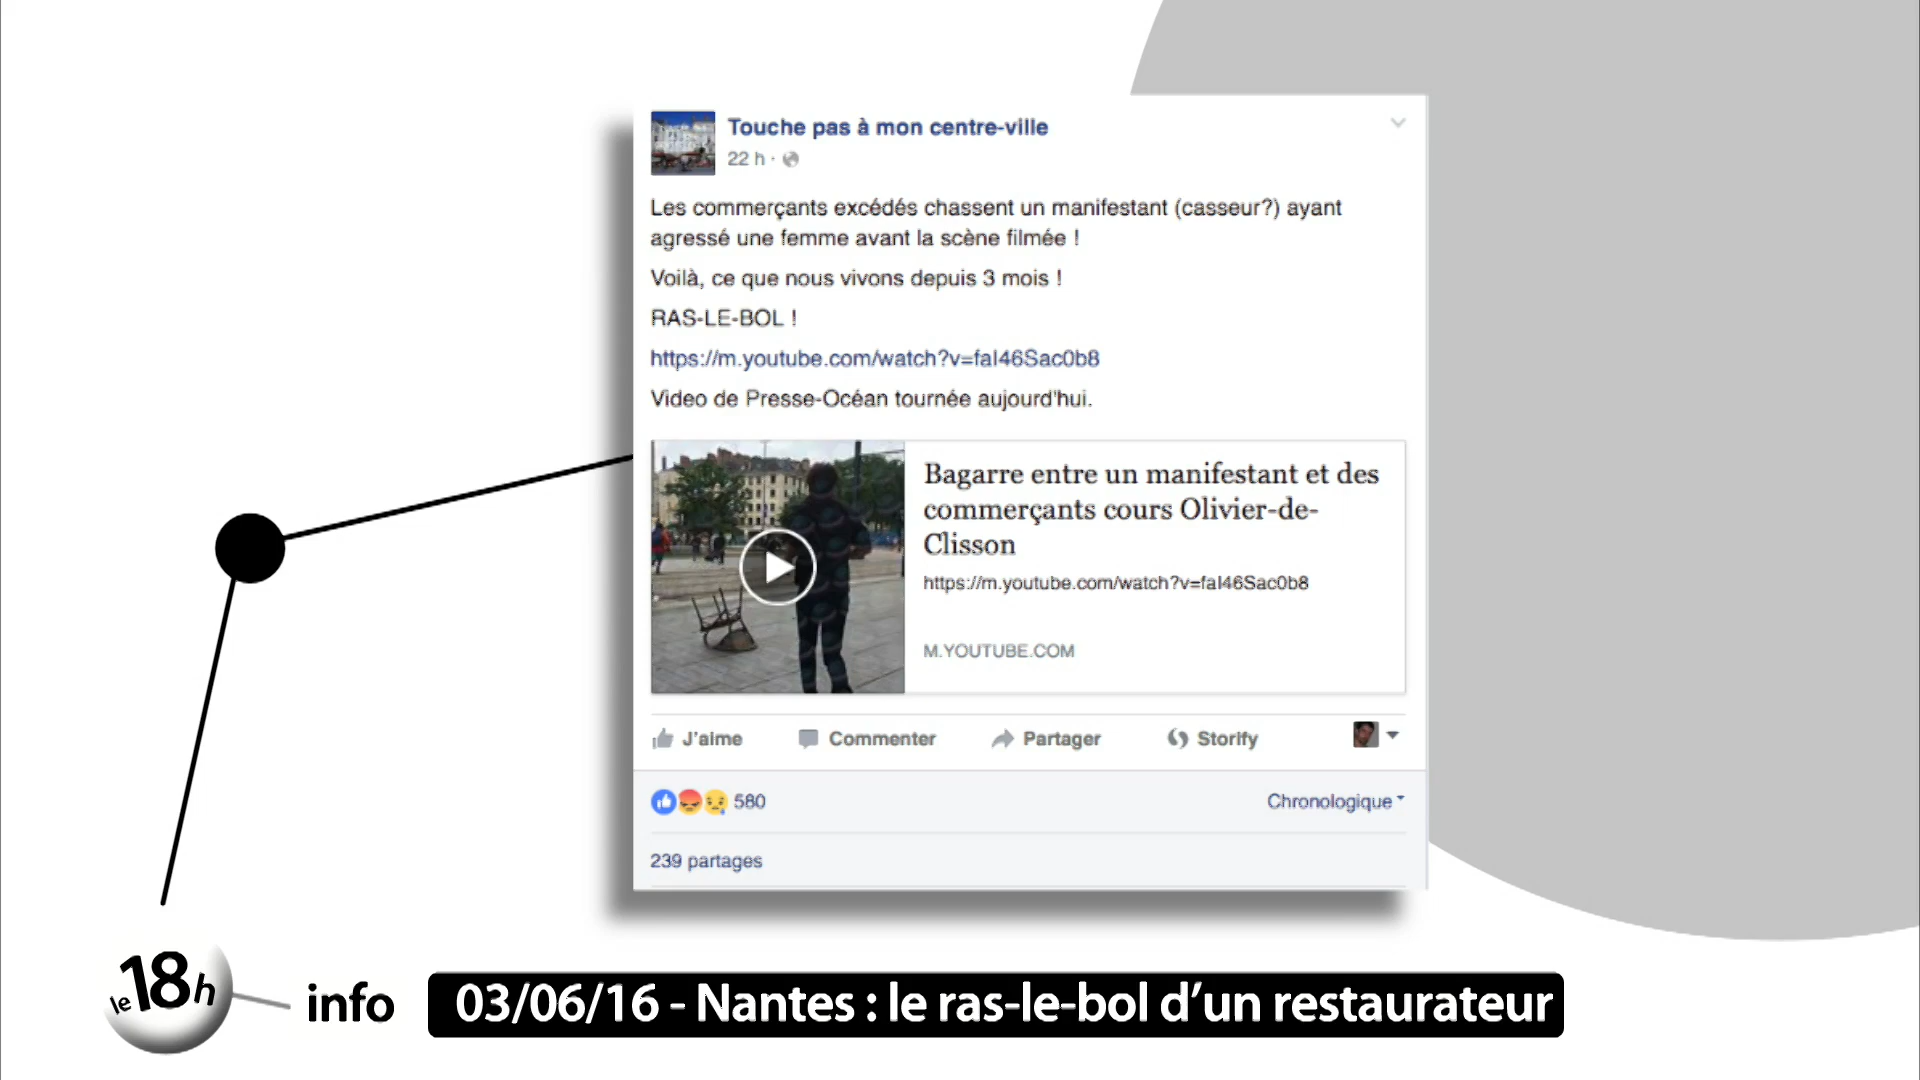 Touche pas à mon centre-ville
22 h ·
Les commerçants excédés chassent un manifestant (casseur?) ayant
agressé une femme avant la scène filmée !
Voilà, ce que nous vivons depuis 3 mois !
RAS-LE-BOL !
https://m.youtube.com/watch?v=fal46Sac0b8
Video de Presse-Océan tournée aujourd'hui.
Bagarre entre un manifestant et des
commerçants cours Olivier-de-
Clisson
https://m.youtube.com/watch?v=fal46Sac0b8
M.YOUTUBE.COM
J'aime Commenter Partager Storify
580 Chronologique
239 partages
le 18h info 03/06/16 - Nantes : le ras-le-bol d’un restaurateur